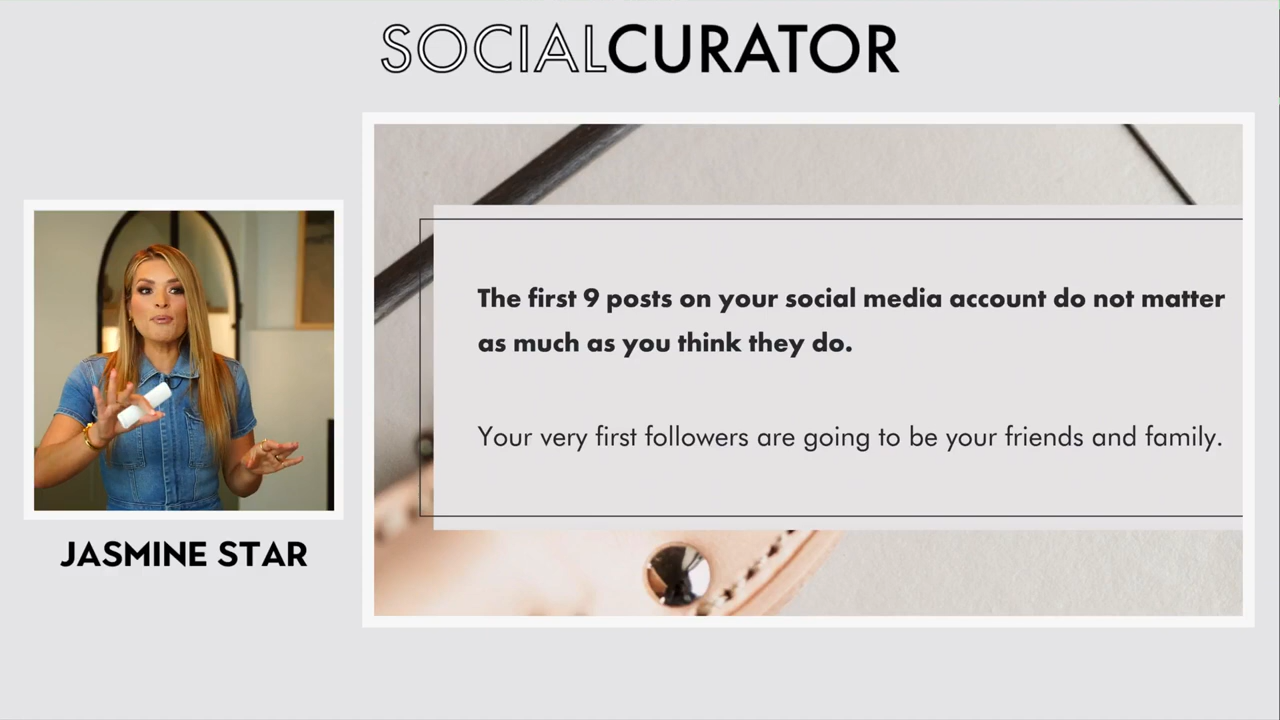 SOCIALCURATOR
The first 9 posts on your social media account do not matter
as much as you think they do.
Your very first followers are going to be your friends and family.
JASMINE STAR